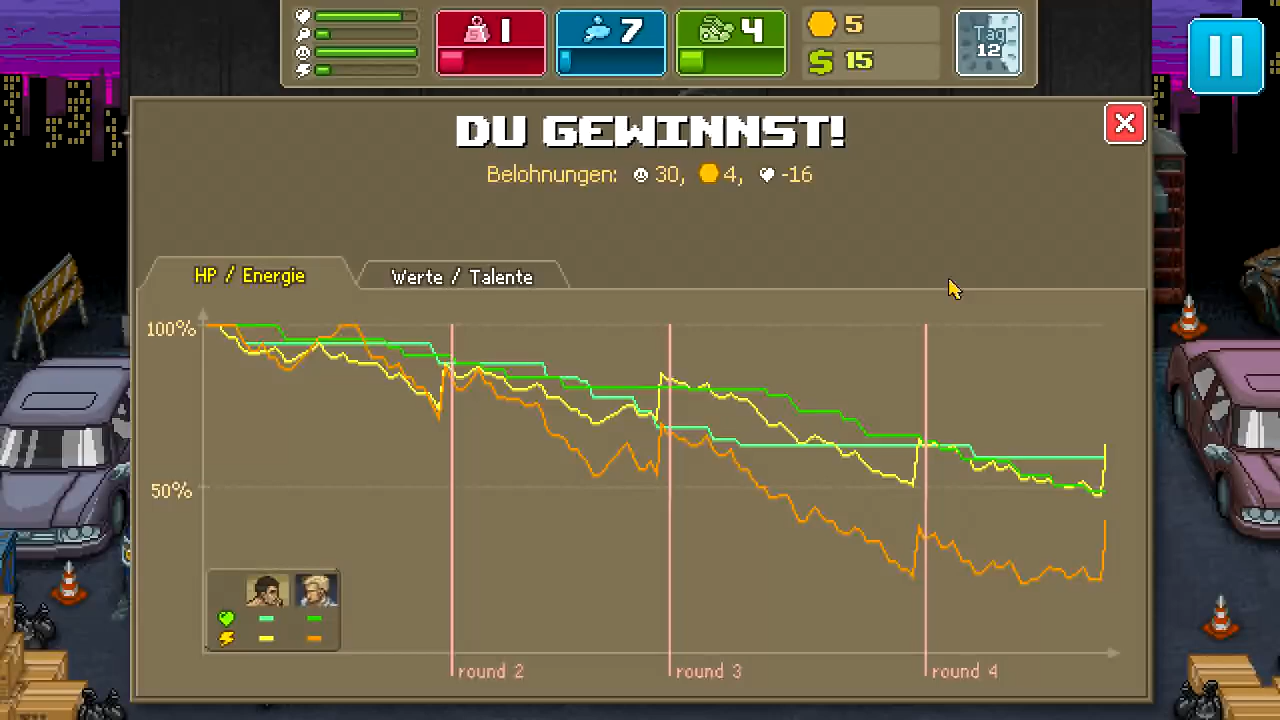 1
7
4
5
15
Tag
12
DU GEWINNST!
Belohnungen: 30, 4, -16
HP / Energie
Werte / Talente
100%
50%
round 2
round 3
round 4